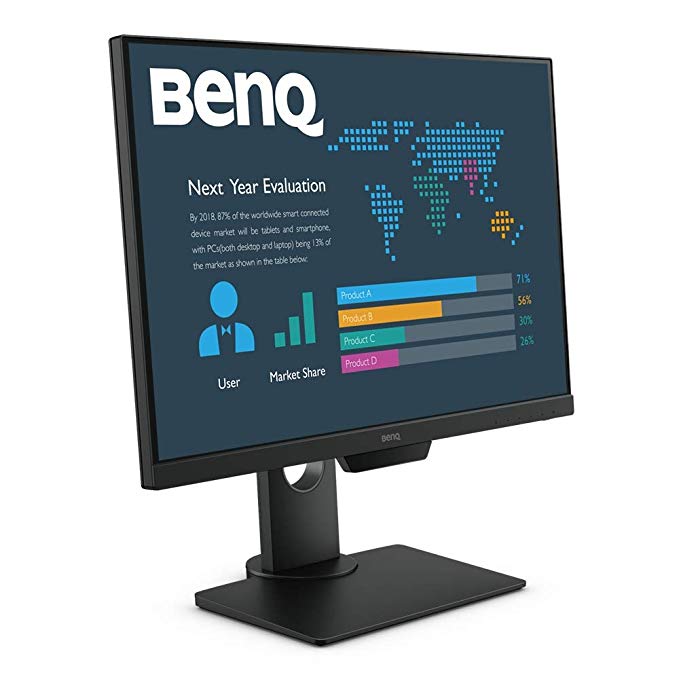 BenQ
Next Year Evaluation
By 2018, 87% of the worldwide smart connected
device market will be tablets and smartphone,
with PCs(both desktop and laptop) being 13% of
the market as shown in the table below:
Product A 71%
Product B 56%
Product C 30%
Product D 26%
User
Market Share
BenQ